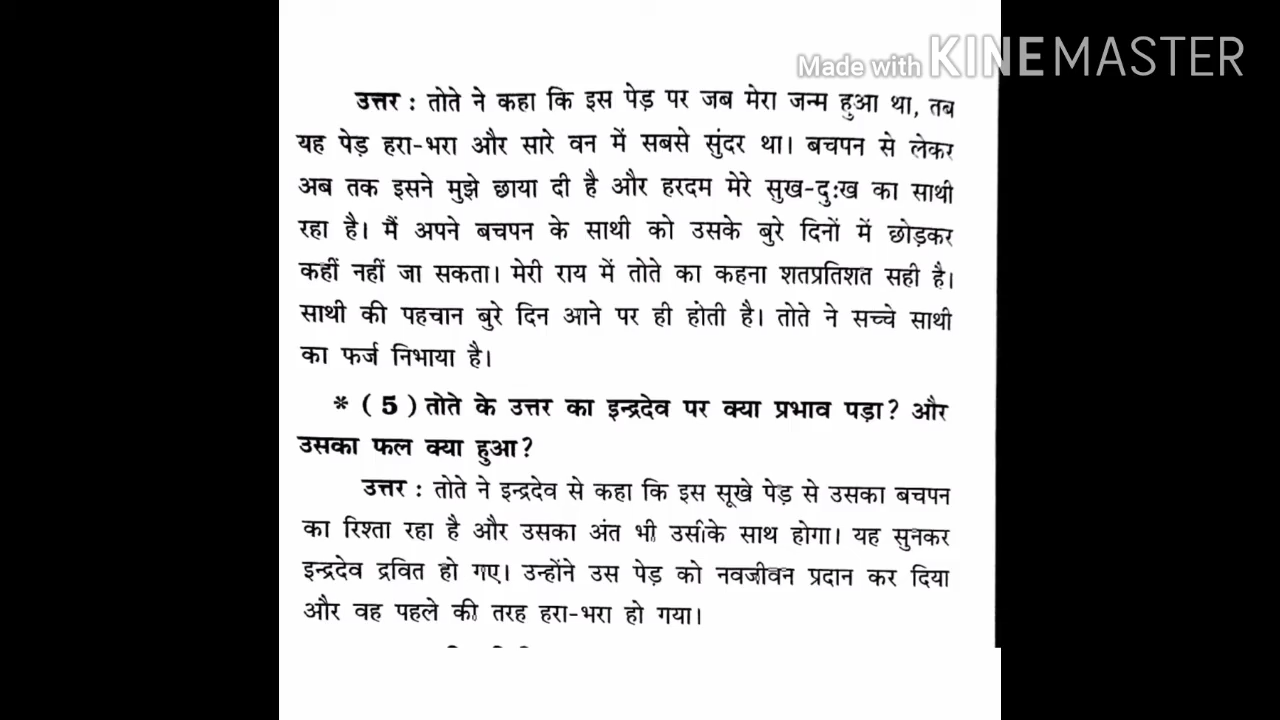 Made with KINEMASTER
उत्तर : तोते ने कहा कि इस पेड़ पर जब मेरा जन्म हुआ था, तब
यह पेड़ हरा-भरा और सारे वन में सबसे सुंदर था। बचपन से लेकर
अब तक इसने मुझे छाया दी है और हरदम मेरे सुख-दुःख का साथी
रहा है। मैं अपने बचपन के साथी को उसके बुरे दिनों में छोड़कर
कहीं नहीं जा सकता। मेरी राय में तोते का कहना शतप्रतिशत सही है।
साथी की पहचान बुरे दिन आने पर ही होती है। तोते ने सच्चे साथी
का फर्ज निभाया है।
* ( 5 ) तोते के उत्तर का इन्द्रदेव पर क्या प्रभाव पड़ा? और
उसका फल क्या हुआ?
उत्तर : तोते ने इन्द्रदेव से कहा कि इस सूखे पेड़ से उसका बचपन
का रिश्ता रहा है और उसका अंत भी उसीके साथ होगा। यह सुनकर
इन्द्रदेव द्रवित हो गए। उन्होंने उस पेड़ को नवजीवन प्रदान कर दिया
और वह पहले की तरह हरा-भरा हो गया।